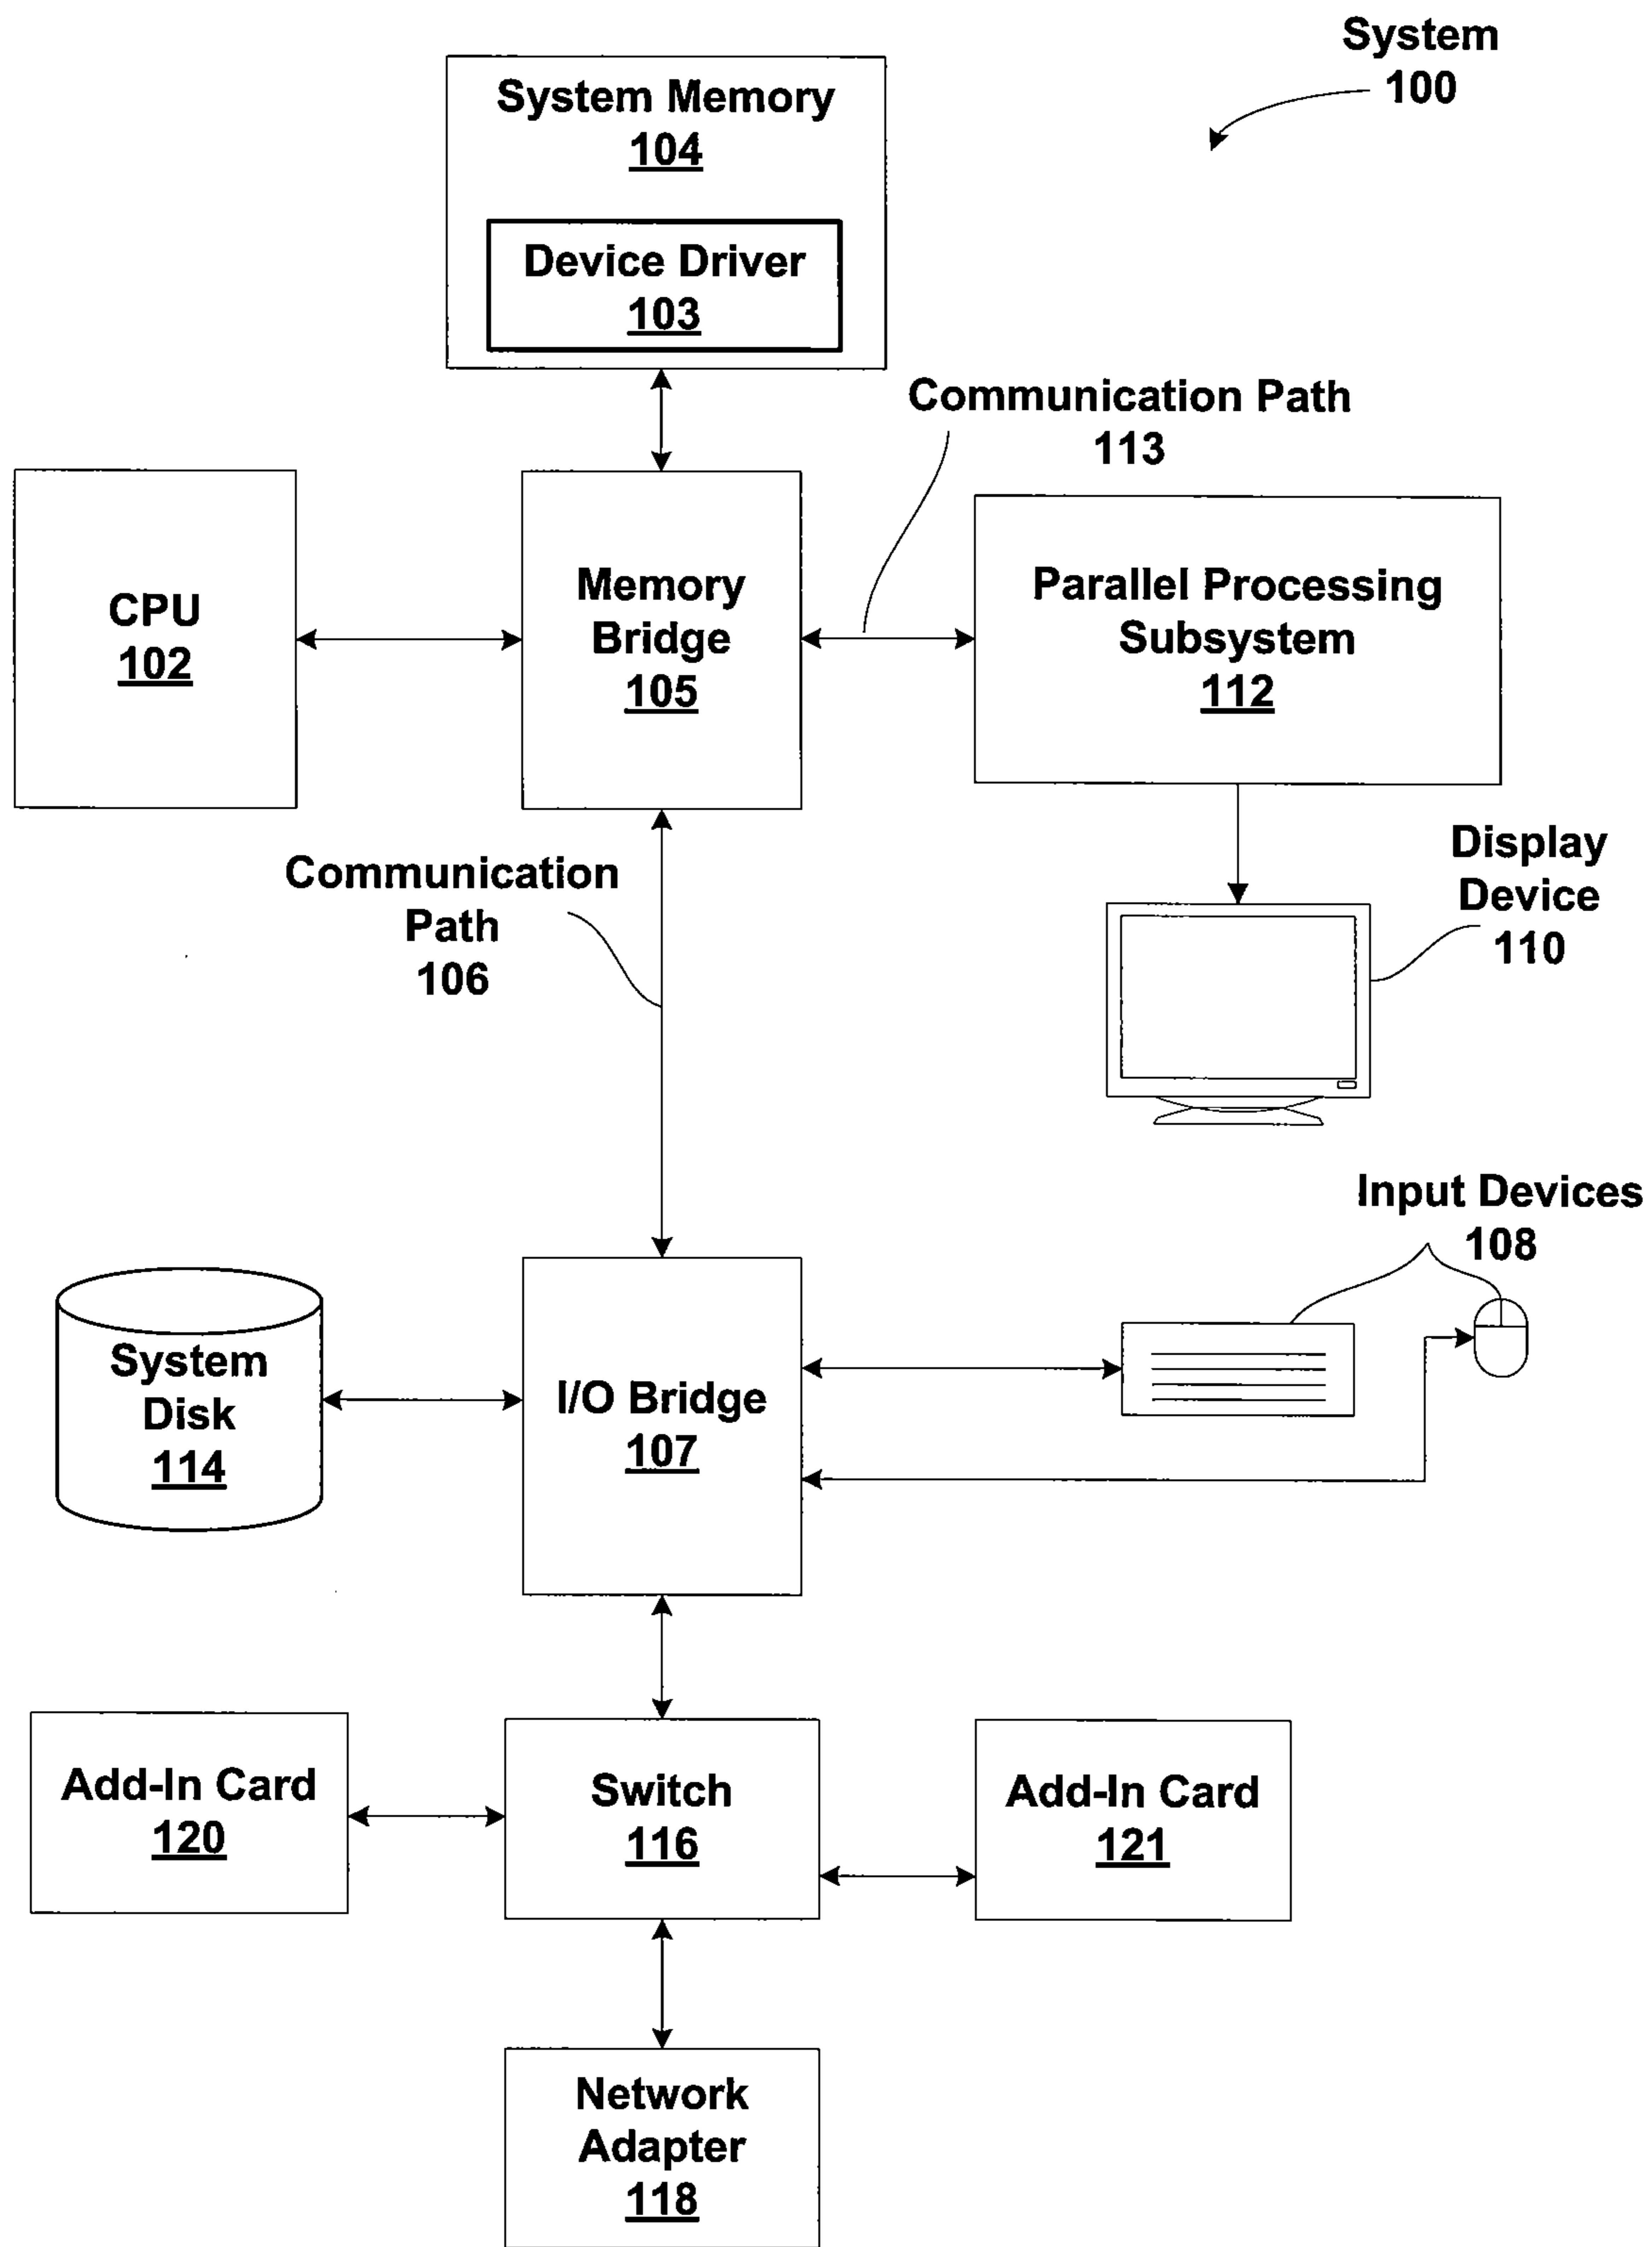 System
100
System Memory
104
Device Driver
103
Communication Path
113
CPU
102
Memory
Bridge
105
Parallel Processing
Subsystem
112
Communication
Path
106
Display
Device
110
Input Devices
108
System
Disk
114
I/O Bridge
107
Add-In Card
120
Switch
116
Add-In Card
121
Network
Adapter
118